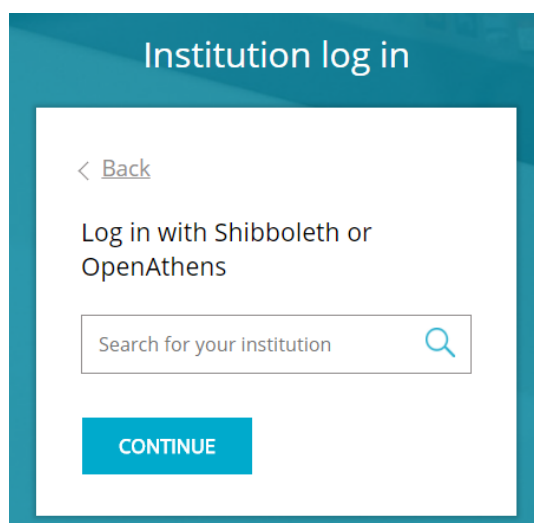 Institution log in
Back
Log in with Shibboleth or
OpenAthens
Search for your institution
CONTINUE